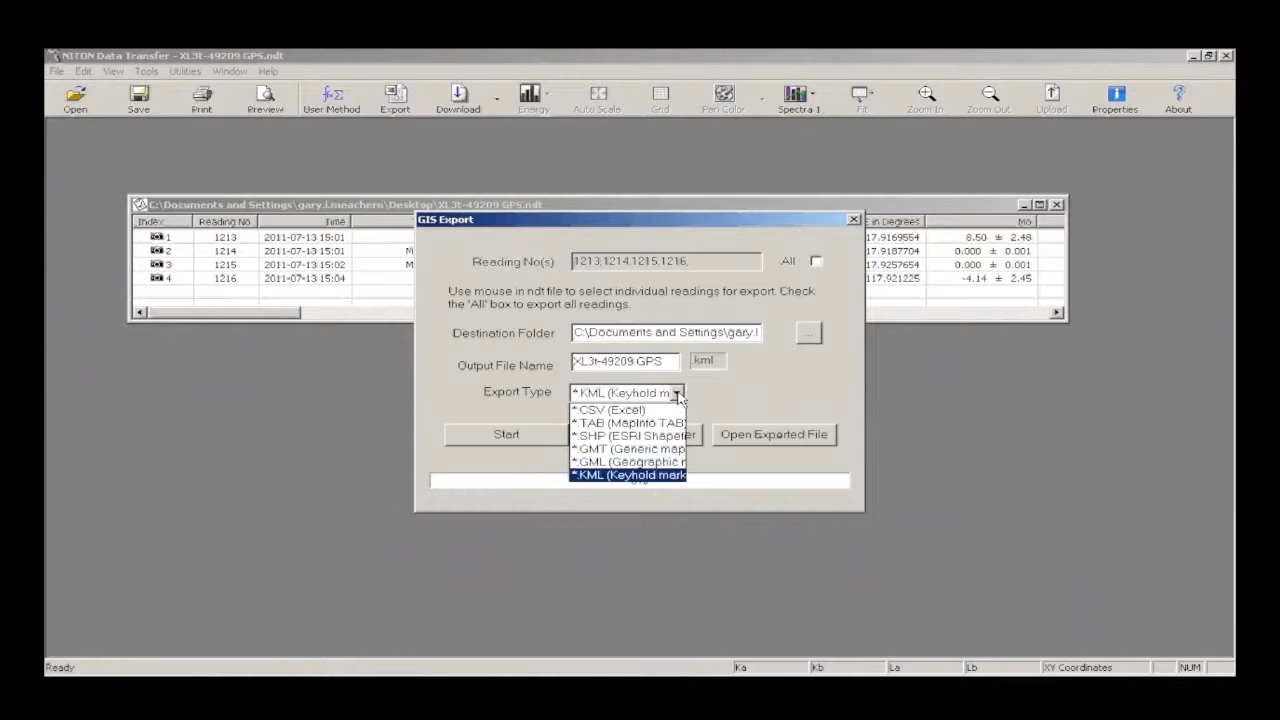 NITON Data Transfer - XL3t-49209 GPS.ndt
File Edit View Tools Utilities Window Help
Open Save Print Preview User Method Export Download Energy Auto Scale Grid Pen Color Spectra 1 Fit Zoom In Zoom Out Upload Properties About
C:\Documents and Settings\gary.i.meachern\Desktop\XL3t-49209 GPS.ndt
Index Reading No Time E in Degrees Mo
1 1213 2011-07-13 15:01 17.9169554 8.50 ± 2.48
2 1214 2011-07-13 15:01 M 17.9187704 0.000 ± 0.001
3 1215 2011-07-13 15:02 M 17.9257654 0.000 ± 0.001
4 1216 2011-07-13 15:04 117.921225 -4.14 ± 2.45
GIS Export
Reading No(s) 1213,1214,1215,1216, All
Use mouse in ndt file to select individual readings for export. Check
the 'All' box to export all readings.
Destination Folder C:\Documents and Settings\gary.i ...
Output File Name XL3t-49209 GPS kml
Export Type *.KML (Keyhold m
*.CSV (Excel)
*.TAB (MapInto TAB)
*.SHP (ESRI Shapefi
*.GMT (Generic map
*.GML (Geographic m
*.KML (Keyhold mark
Start Open Exported File
Ready Ka Kb La Lb XY Coordinates NUM